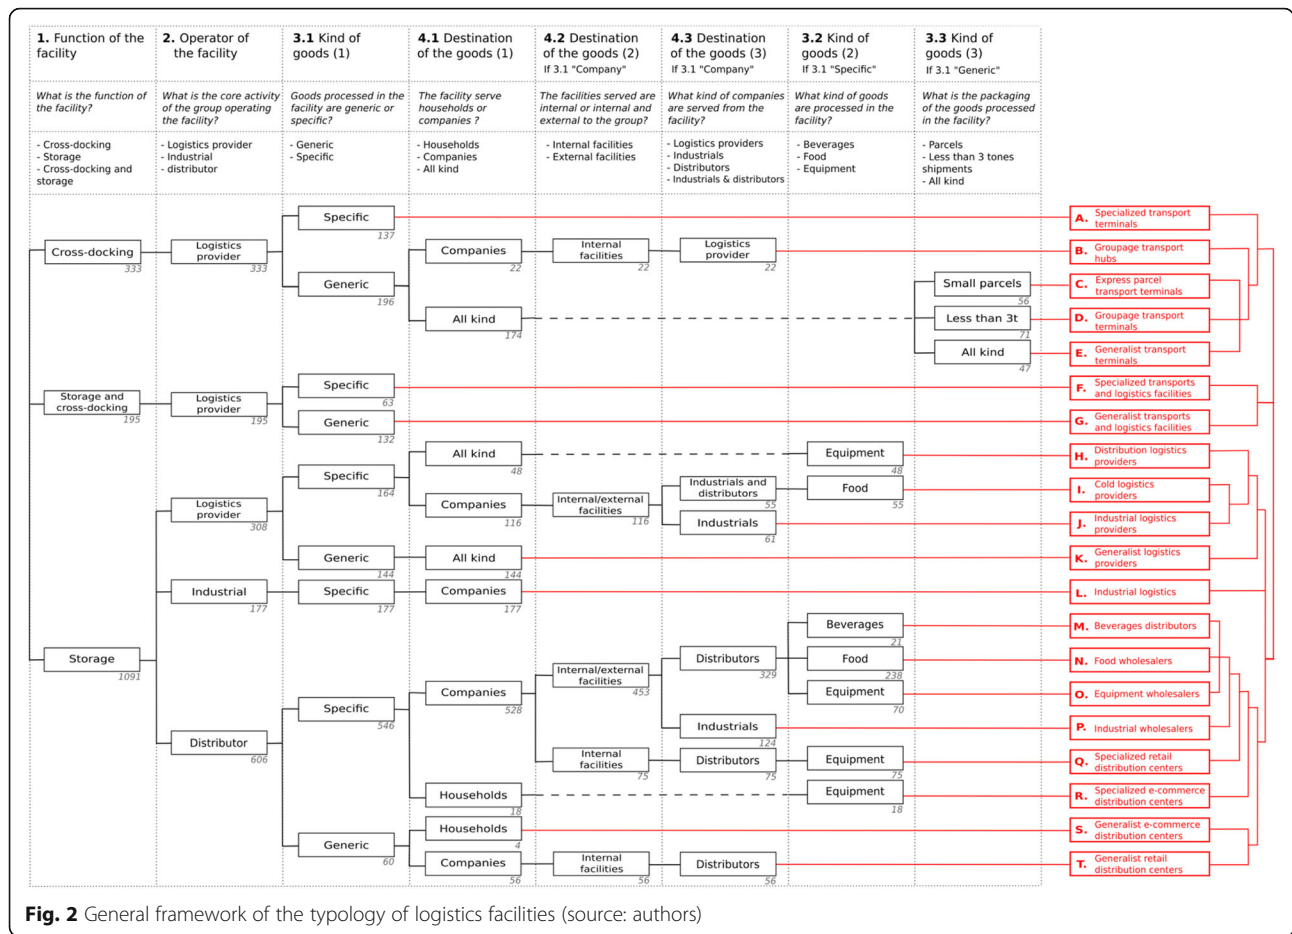 1. Function of the
facility
2. Operator of
the facility
3.1 Kind of
goods (1)
4.1 Destination
of the goods (1)
4.2 Destination
of the goods (2)
If 3.1 "Company"
4.3 Destination
of the goods (3)
If 3.1 "Company"
3.2 Kind of
goods (2)
If 3.1 "Specific"
3.3 Kind of
goods (3)
If 3.1 "Generic"
What is the function of
the facility?
What is the core activity
of the group operating
the facility?
Goods processed in the
facility are generic or
specific?
The facility serve
households or
companies ?
The facilities served are
internal or internal and
external to the group?
What kind of companies
are served from the
facility?
What kind of goods
are processed in the
facility?
What is the packaging
of the goods processed
in the facility?
- Cross-docking
- Storage
- Cross-docking and
storage
- Logistics provider
- Industrial
- distributor
- Generic
- Specific
- Households
- Companies
- All kind
- Internal facilities
- External facilities
- Logistics providers
- Industrials
- Distributors
- Industrials & distributors
- Beverages
- Food
- Equipment
- Parcels
- Less than 3 tones
shipments
- All kind
Specific
137
A. Specialized transport
terminals
Cross-docking
333
Logistics
provider
333
Companies
22
Internal
facilities
22
Logistics
provider
22
B. Groupage transport
hubs
Generic
196
Small parcels
56
C. Express parcel
transport terminals
All kind
174
Less than 3t
71
D. Groupage transport
terminals
All kind
47
E. Generalist transport
terminals
Specific
63
F. Specialized transports
and logistics facilities
Storage and
cross-docking
195
Logistics
provider
195
Generic
132
G. Generalist transports
and logistics facilities
All kind
48
Equipment
48
H. Distribution logistics
providers
Specific
164
Industrials and
distributors
55
Food
55
I. Cold logistics
providers
Logistics
provider
308
Companies
116
Internal/external
facilities
116
Industrials
61
J. Industrial logistics
providers
Generic
144
All kind
144
K. Generalist logistics
providers
Industrial
177
Specific
177
Companies
177
L. Industrial logistics
Beverages
21
M. Beverages distributors
Storage
1091
Internal/external
facilities
453
Distributors
329
Food
238
N. Food wholesalers
Companies
528
Equipment
70
O. Equipment wholesalers
Specific
546
Industrials
124
P. Industrial wholesalers
Distributor
606
Internal
facilities
75
Distributors
75
Equipment
75
Q. Specialized retail
distribution centers
Households
18
Equipment
18
R. Specialized e-commerce
distribution centers
Households
4
S. Generalist e-commerce
distribution centers
Generic
60
Companies
56
Internal
facilities
56
Distributors
56
T. Generalist retail
distribution centers
Fig. 2 General framework of the typology of logistics facilities (source: authors)